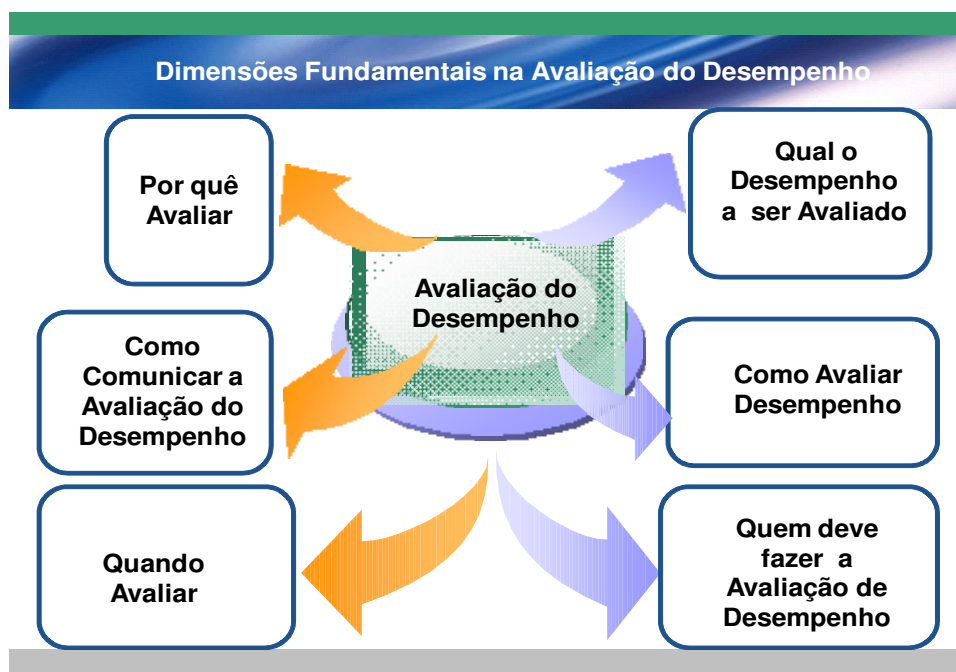 Dimensões Fundamentais na Avaliação do Desempenho
Por quê
Avaliar
Qual o
Desempenho
a ser Avaliado
Avaliação do
Desempenho
Como
Comunicar a
Avaliação do
Desempenho
Como Avaliar
Desempenho
Quando
Avaliar
Quem deve
fazer a
Avaliação de
Desempenho